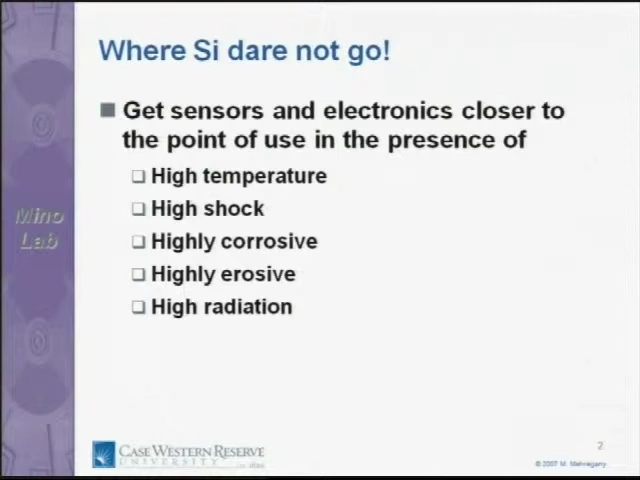 Where Si dare not go!
Get sensors and electronics closer to
the point of use in the presence of
High temperature
High shock
Highly corrosive
Highly erosive
High radiation
Mino
Lab
CASE WESTERN RESERVE
UNIVERSITY
2
© 2007 M. Mehregany